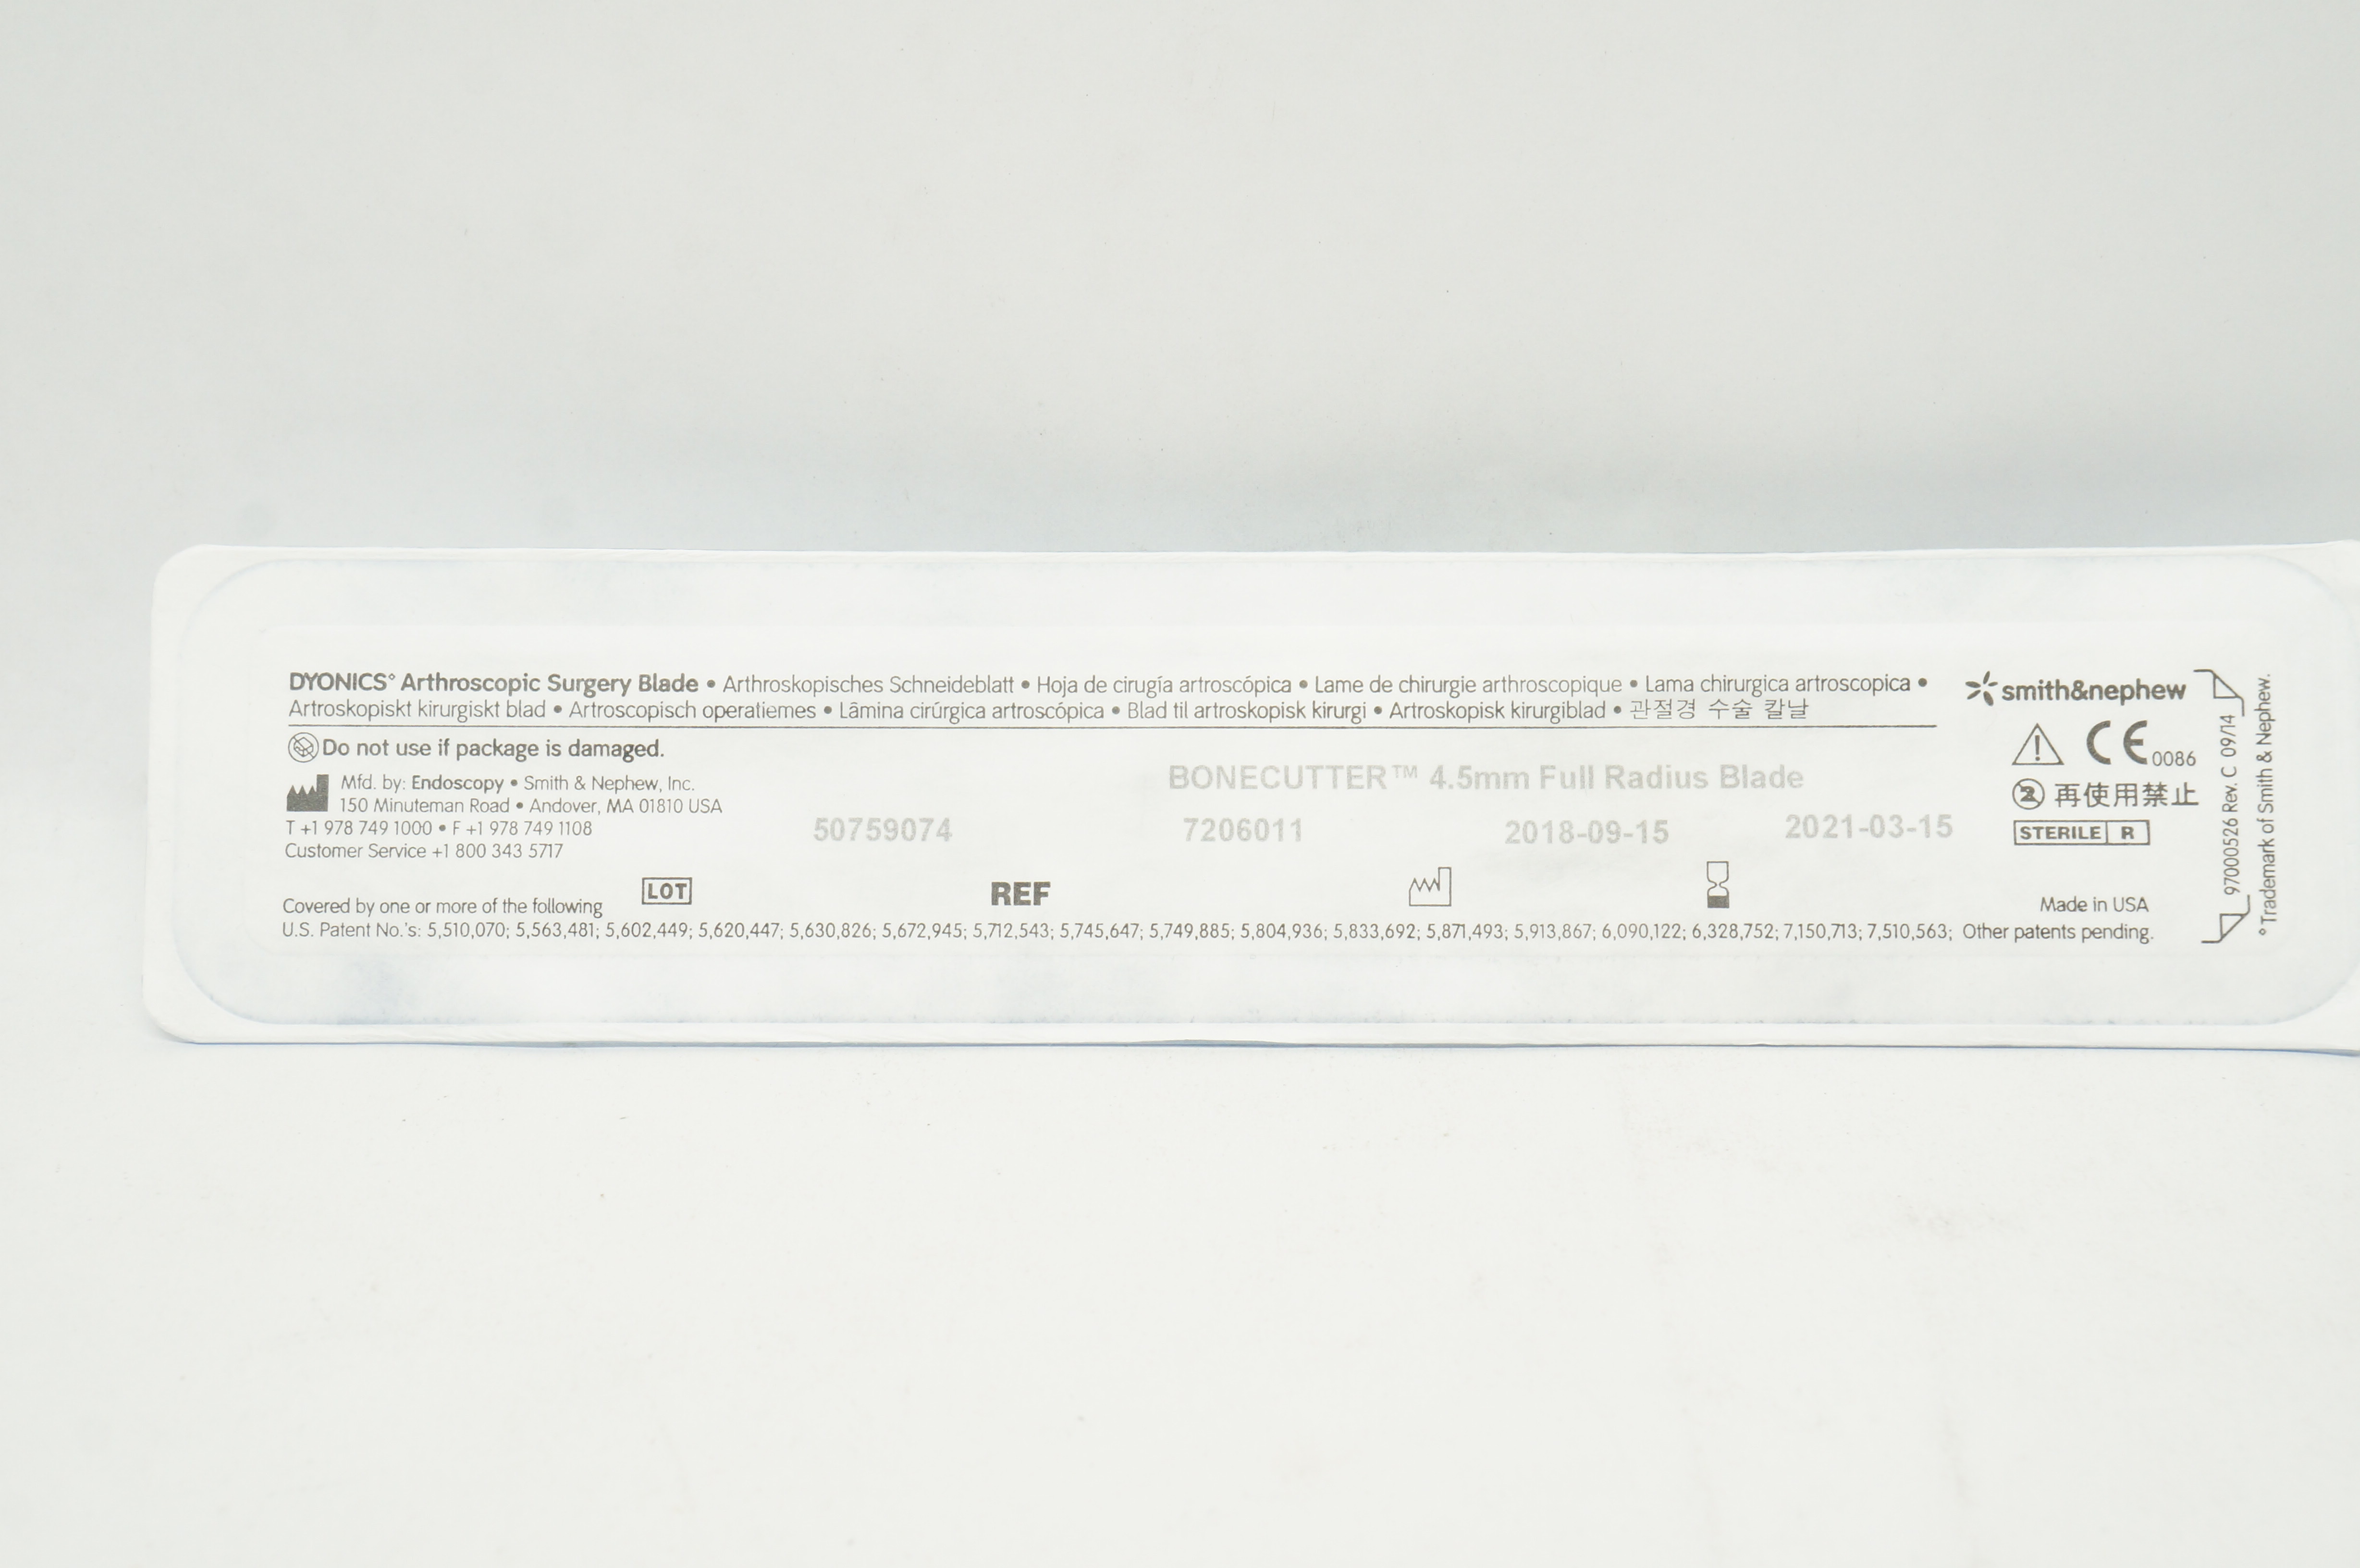 DYONICS° Arthroscopic Surgery Blade • Arthroskopisches Schneideblatt • Hoja de cirugía artroscópica • Lame de chirurgie arthroscopique • Lama chirurgica artroscopica •
Artroskopiskt kirurgiskt blad • Artroscopisch operatiemes • Lâmina cirúrgica artroscópica • Blad til artroskopisk kirurgi • Artroskopisk kirurgiblad • 관절경 수술 칼날
smith&nephew
Do not use if package is damaged.
CE 0086
Mfd. by: Endoscopy • Smith & Nephew, Inc.
150 Minuteman Road • Andover, MA 01810 USA
T +1 978 749 1000 • F +1 978 749 1108
Customer Service +1 800 343 5717
BONECUTTER™ 4.5mm Full Radius Blade
50759074 7206011 2018-09-15 2021-03-15
2 再使用禁止
STERILE R
LOT REF
Made in USA
Covered by one or more of the following
U.S. Patent No.'s: 5,510,070; 5,563,481; 5,602,449; 5,620,447; 5,630,826; 5,672,945; 5,712,543; 5,745,647; 5,749,885; 5,804,936; 5,833,692; 5,871,493; 5,913,867; 6,090,122; 6,328,752; 7,150,713; 7,510,563; Other patents pending.
97000526 Rev. C 09/14
°Trademark of Smith & Nephew.